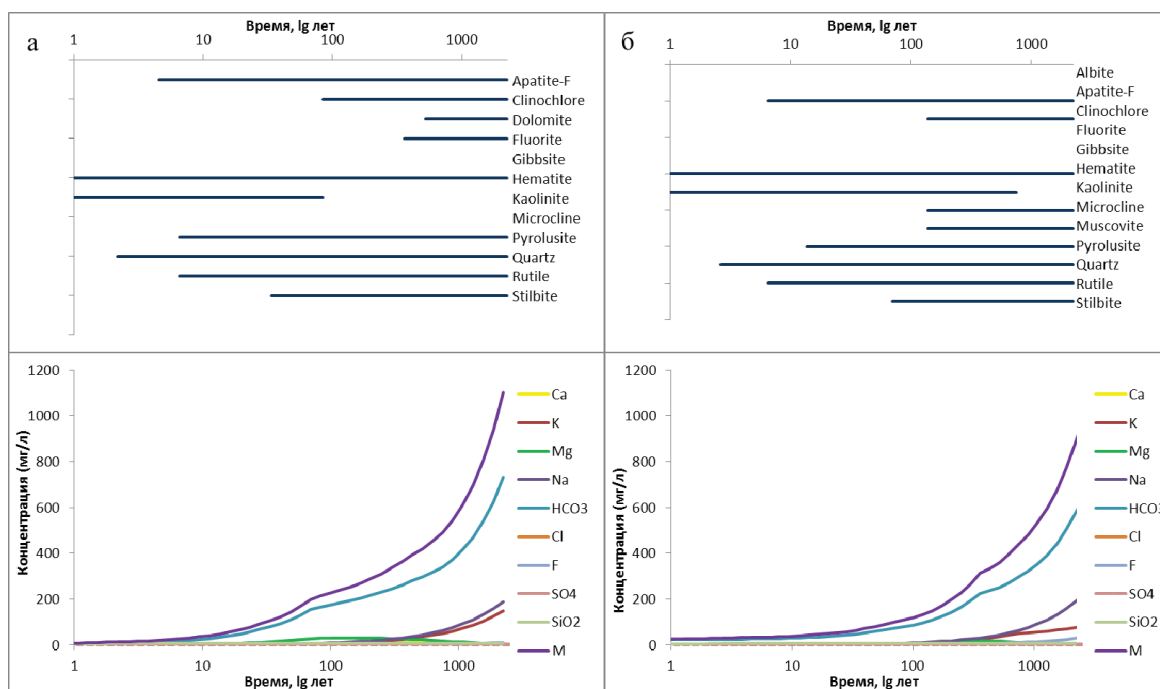 а
Время, lg лет
1 10 100 1000
Apatite-F
Clinochlore
Dolomite
Fluorite
Gibbsite
Hematite
Kaolinite
Microcline
Pyrolusite
Quartz
Rutile
Stilbite
б
Время, lg лет
1 10 100 1000
Albite
Apatite-F
Clinochlore
Fluorite
Gibbsite
Hematite
Kaolinite
Microcline
Muscovite
Pyrolusite
Quartz
Rutile
Stilbite
Концентрация (мг/л)
1200
1000
800
600
400
200
0
1 10 100 1000
Время, lg лет
Ca
K
Mg
Na
HCO3
Cl
F
SO4
SiO2
M
Концентрация (мг/л)
1200
1000
800
600
400
200
0
1 10 100 1000
Время, lg лет
Ca
K
Mg
Na
HCO3
Cl
F
SO4
SiO2
M